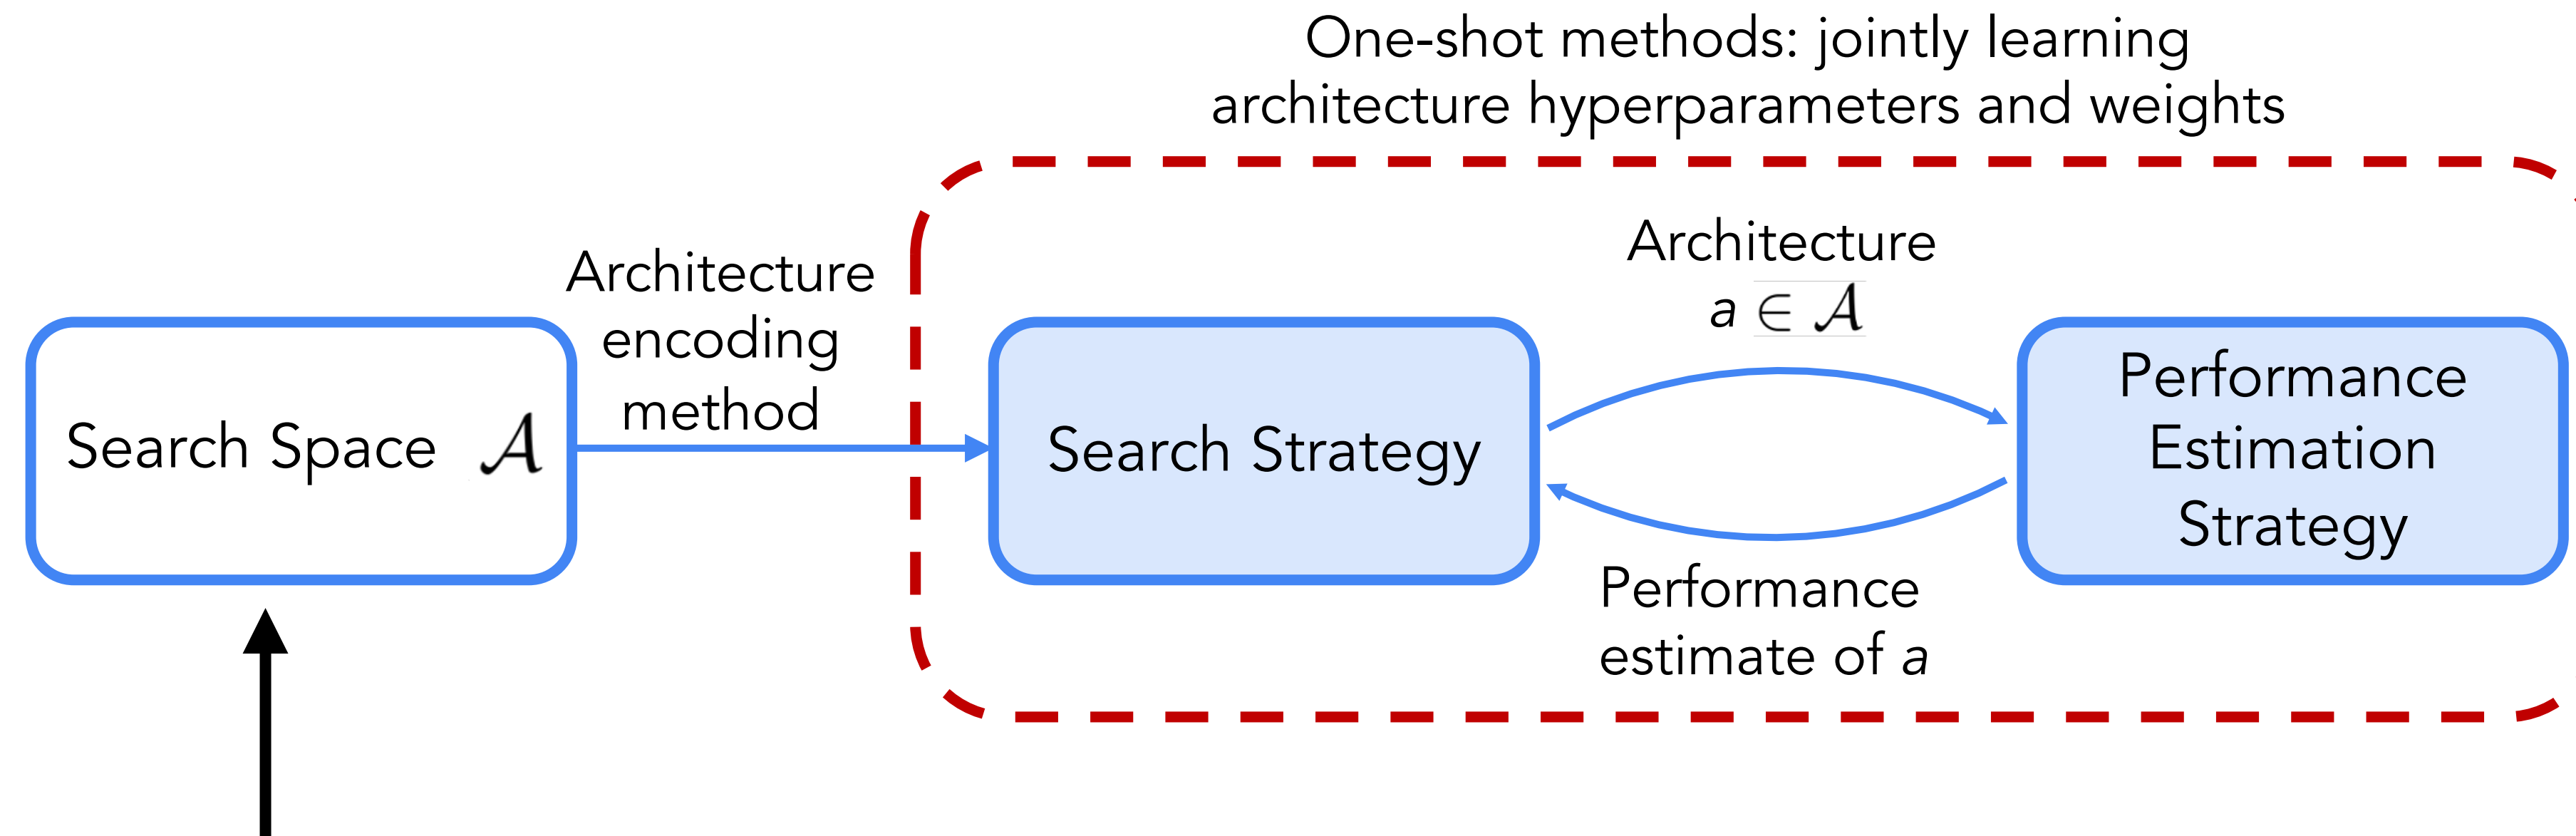 One-shot methods: jointly learning
architecture hyperparameters and weights
Architecture
encoding
method
Search Space 𝒜
Search Strategy
Architecture
a ∈ 𝒜
Performance
estimate of a
Performance
Estimation
Strategy